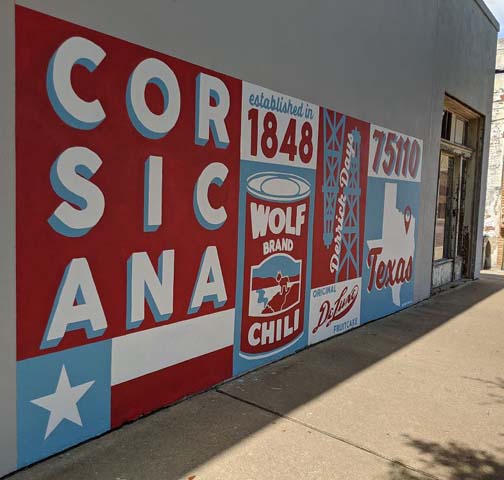 COR
SIC
ANA
established in
1848
WOLF
BRAND
CHILI
Derrick Days
ORIGINAL
DeLuxe
FRUITCAKE
75110
Texas